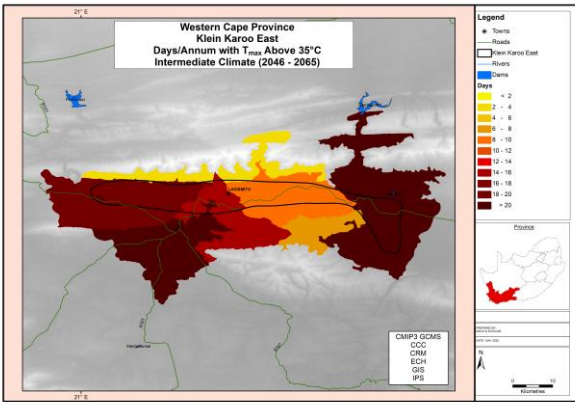 21° E
Western Cape Province
Klein Karoo East
Days/Annum with Tmax Above 35°C
Intermediate Climate (2046 - 2065)
LADISMITH
CMIP3 GCMS
CCC
CRM
ECH
GIS
IPS
21° E
Legend
Towns
Roads
Klein Karoo East
Rivers
Dams
Days
< 2
2 - 4
4 - 6
6 - 8
8 - 10
10 - 12
12 - 14
14 - 16
16 - 18
18 - 20
> 20
Province
N
0 10
Kilometres